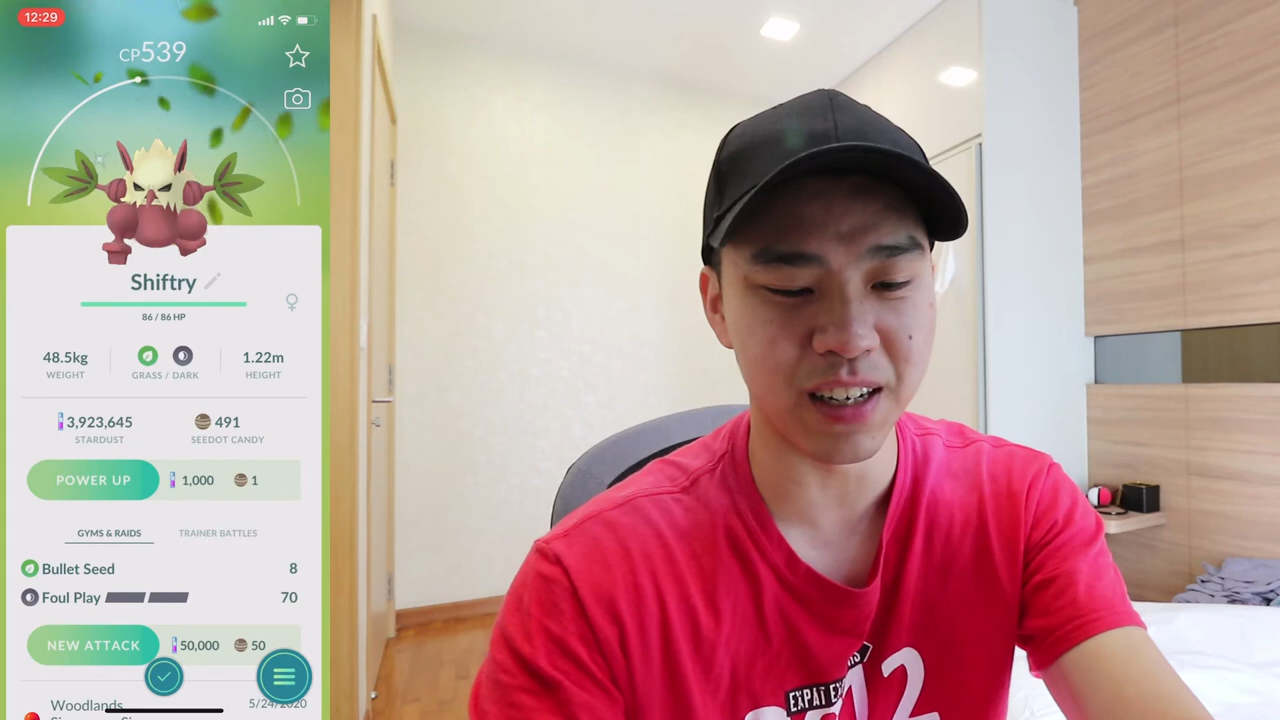 12:29
CP539
Shiftry
86 / 86 HP
48.5kg
WEIGHT
GRASS / DARK
1.22m
HEIGHT
3,923,645
STARDUST
491
SEEDOT CANDY
POWER UP
1,000
1
GYMS & RAIDS
TRAINER BATTLES
Bullet Seed 8
Foul Play 70
NEW ATTACK
50,000
50
Woodlands
5/24/2020
EXPAT